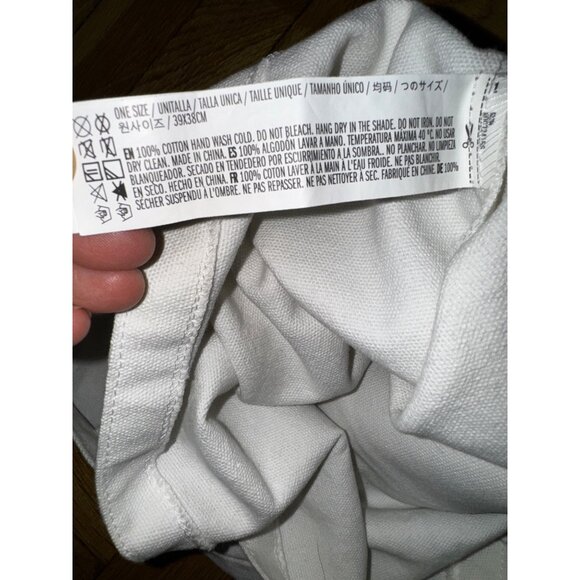 ONE SIZE / UNITALLA / TALLA UNICA / TAILLE UNIQUE / TAMANHO ÚNICO / 均码 / つのサイズ /
원사이즈 / 39X38CM
EN 100% COTTON HAND WASH COLD. DO NOT BLEACH. HANG DRY IN THE SHADE. DO NOT IRON. DO NOT
DRY CLEAN. MADE IN CHINA. ES 100% ALGODÓN LAVAR A MANO. TEMPERATURA MÁXIMA 40 °C. NO USAR
BLANQUEADOR. SECADO EN TENDEDERO POR ESCURRIMIENTO A LA SOMBRA. NO PLANCHAR. NO LIMPIAR
EN SECO. HECHO EN CHINA. FR 100% COTON LAVER À LA MAIN À L'EAU FROIDE. NE PAS BLANCHIR.
SÉCHER SUSPENDU À L'OMBRE. NE PAS REPASSER. NE PAS NETTOYER À SEC. FABRIQUÉ EN CHINE. DE 100%